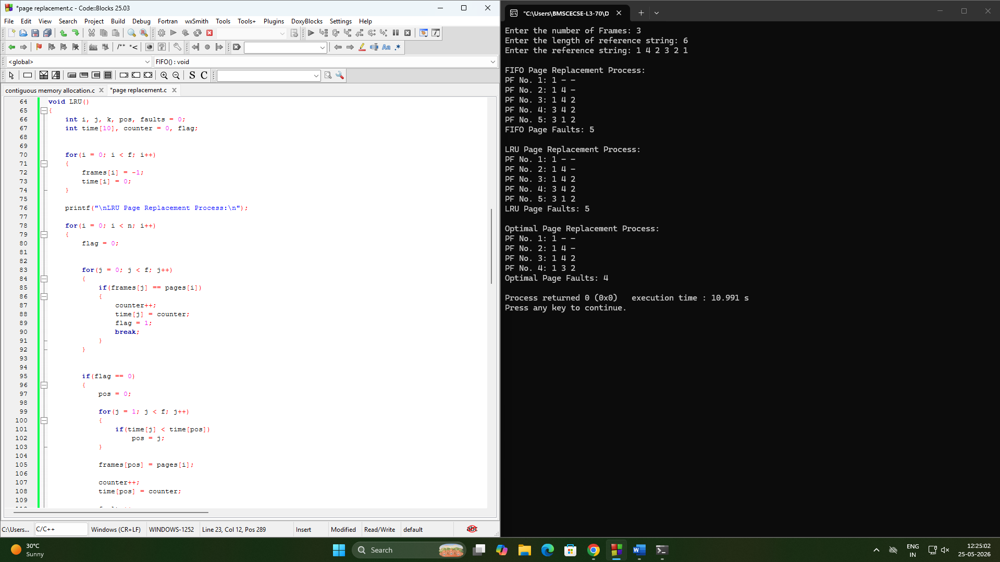 *page replacement.c - Code::Blocks 25.03
File Edit View Search Project Build Debug Fortran wxSmith Tools Tools+ Plugins DoxyBlocks Settings Help
/** *<
Aa .*
<global>
FIFO() : void
S C
contiguous memory allocation.c
*page replacement.c
64 void LRU()
65 {
66 int i, j, k, pos, faults = 0;
67 int time[10], counter = 0, flag;
68
69
70 for(i = 0; i < f; i++)
71 {
72 frames[i] = -1;
73 time[i] = 0;
74 }
75
76 printf("\nLRU Page Replacement Process:\n");
77
78 for(i = 0; i < n; i++)
79 {
80 flag = 0;
81
82
83 for(j = 0; j < f; j++)
84 {
85 if(frames[j] == pages[i])
86 {
87 counter++;
88 time[j] = counter;
89 flag = 1;
90 break;
91 }
92 }
93
94
95 if(flag == 0)
96 {
97 pos = 0;
98
99 for(j = 1; j < f; j++)
100 {
101 if(time[j] < time[pos])
102 pos = j;
103 }
104
105 frames[pos] = pages[i];
106
107 counter++;
108 time[pos] = counter;
109
C:\Users... C/C++ Windows (CR+LF) WINDOWS-1252 Line 23, Col 12, Pos 289 Insert Modified Read/Write default abc
"C:\Users\BMSCECSE-L3-70\D
Enter the number of Frames: 3
Enter the length of reference string: 6
Enter the reference string: 1 4 2 3 2 1
FIFO Page Replacement Process:
PF No. 1: 1 - -
PF No. 2: 1 4 -
PF No. 3: 1 4 2
PF No. 4: 3 4 2
PF No. 5: 3 1 2
FIFO Page Faults: 5
LRU Page Replacement Process:
PF No. 1: 1 - -
PF No. 2: 1 4 -
PF No. 3: 1 4 2
PF No. 4: 3 4 2
PF No. 5: 3 1 2
LRU Page Faults: 5
Optimal Page Replacement Process:
PF No. 1: 1 - -
PF No. 2: 1 4 -
PF No. 3: 1 4 2
PF No. 4: 1 3 2
Optimal Page Faults: 4
Process returned 0 (0x0)   execution time : 10.991 s
Press any key to continue.
30°C
Sunny
Search
ENG
IN
12:25:02
25-05-2026